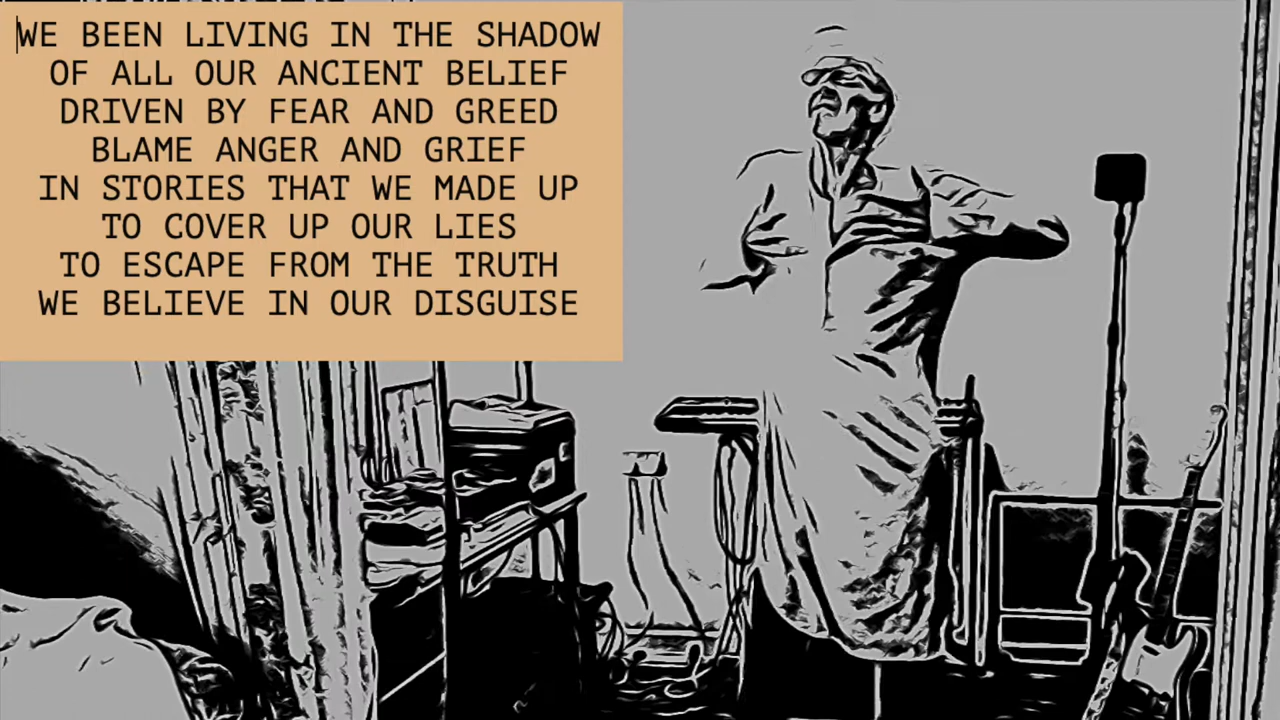 WE BEEN LIVING IN THE SHADOW
OF ALL OUR ANCIENT BELIEF
DRIVEN BY FEAR AND GREED
BLAME ANGER AND GRIEF
IN STORIES THAT WE MADE UP
TO COVER UP OUR LIES
TO ESCAPE FROM THE TRUTH
WE BELIEVE IN OUR DISGUISE